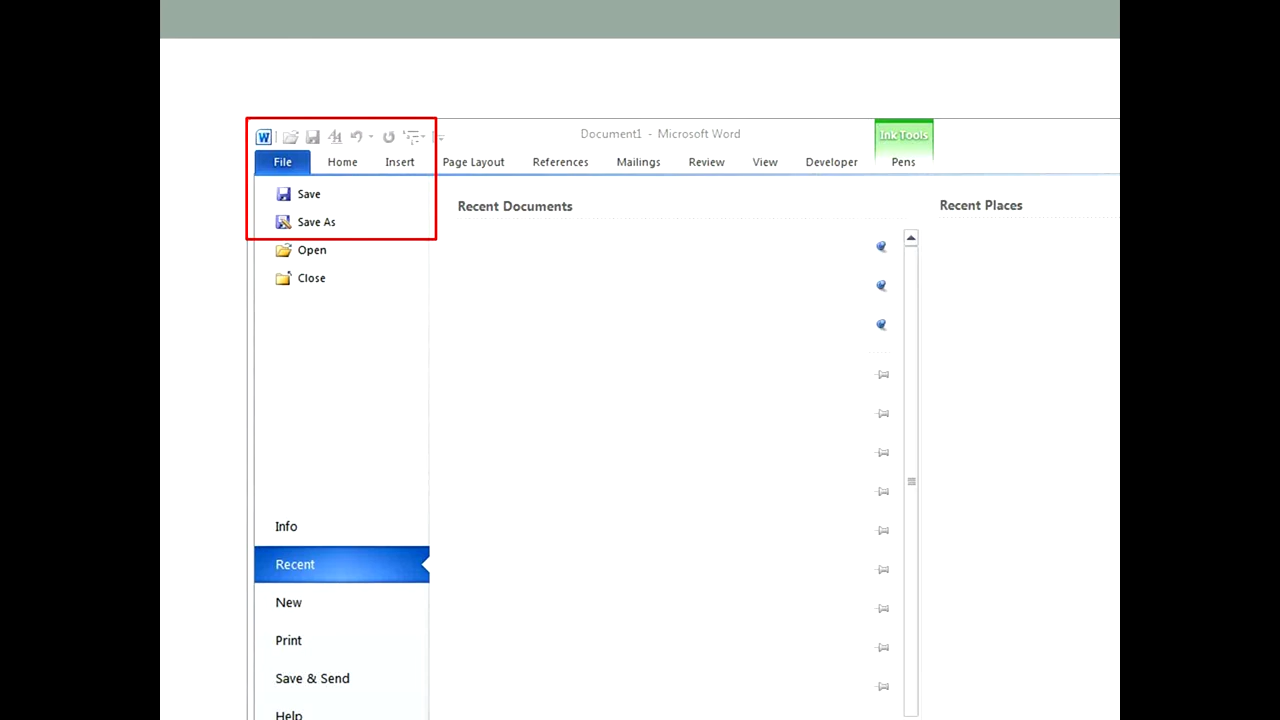 Document1 - Microsoft Word
Ink Tools
File Home Insert Page Layout References Mailings Review View Developer Pens
Save
Save As
Open
Close
Info
Recent
New
Print
Save & Send
Help
Recent Documents
Recent Places